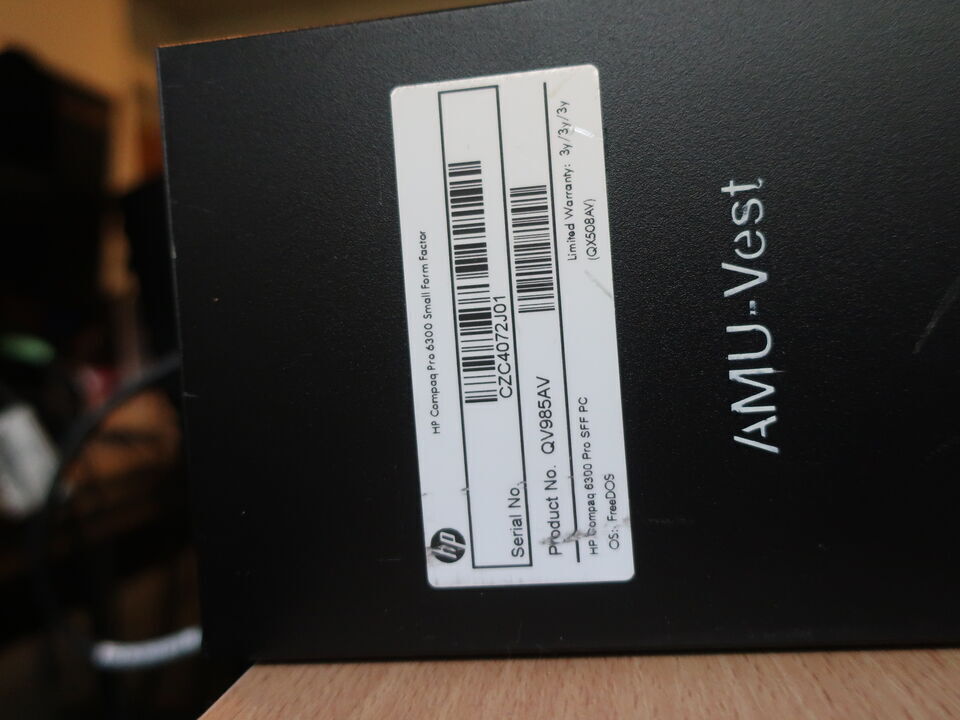 hp
HP Compaq Pro 6300 Small Form Factor
CZC4072J01
Serial No.
Product No. QV985AV
HP Compaq 6300 Pro SFF PC
Limited Warranty: 3y/3y/3y
OS: FreeDOS
(QX508AV)
AMU-Vest